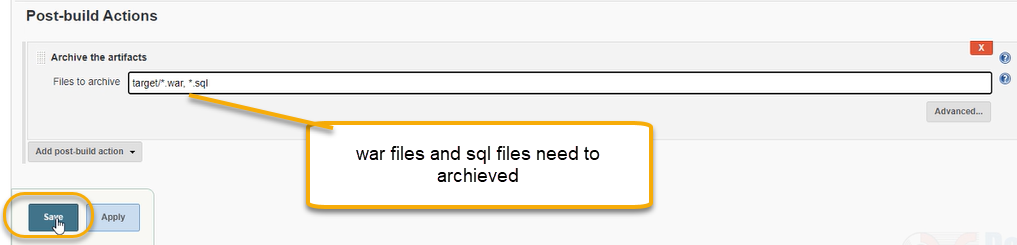 Post-build Actions
Archive the artifacts
X
Files to archive target/*.war, *.sql
Advanced...
war files and sql files need to
archieved
Add post-build action
Save Apply